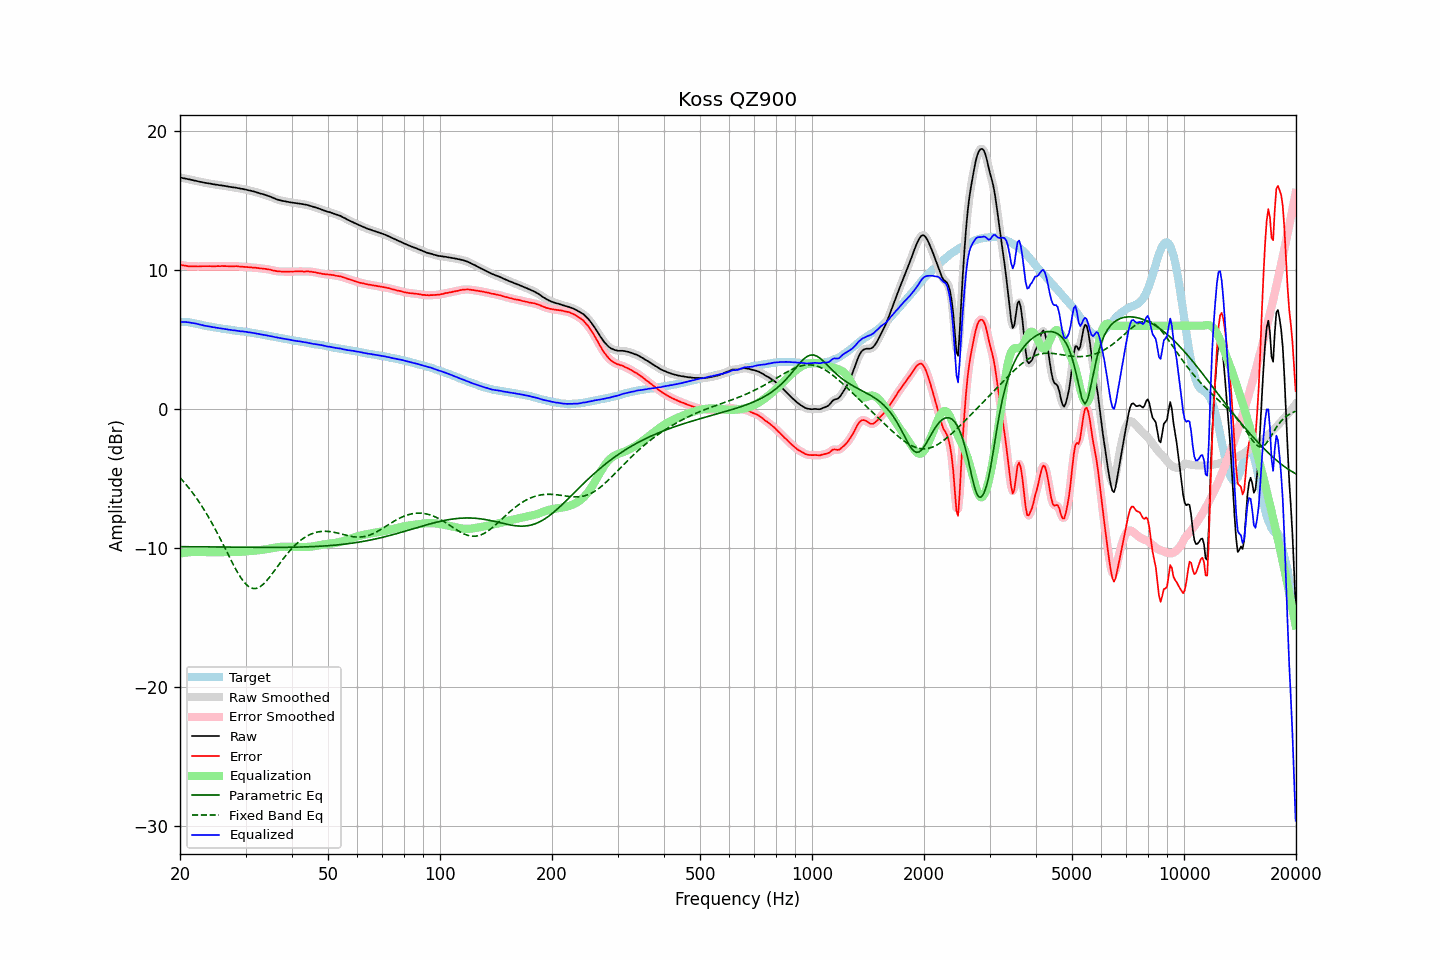 Koss QZ900
20
10
0
−10
−20
−30
Amplitude (dBr)
Target
Raw Smoothed
Error Smoothed
Raw
Error
Equalization
Parametric Eq
Fixed Band Eq
Equalized
20 50 100 200 500 1000 2000 5000 10000 20000
Frequency (Hz)